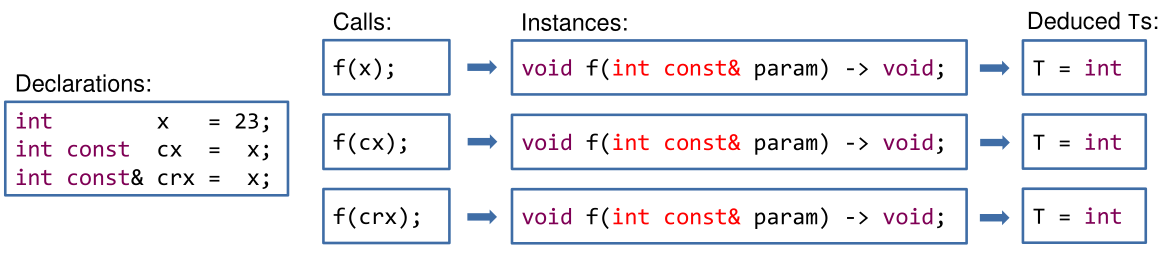 Declarations:
int x = 23;
int const cx = x;
int const& crx = x;
Calls: Instances: Deduced Ts:
f(x); void f(int const& param) -> void; T = int
f(cx); void f(int const& param) -> void; T = int
f(crx); void f(int const& param) -> void; T = int